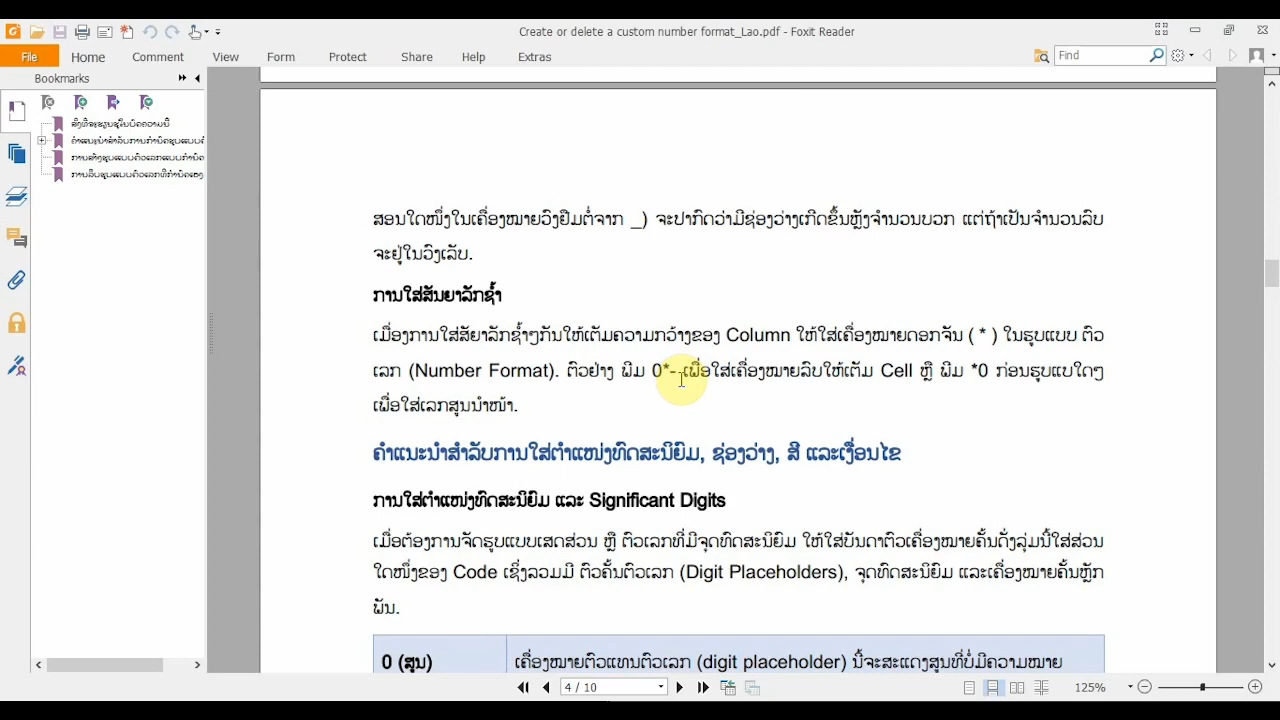 Create or delete a custom number format_Lao.pdf - Foxit Reader
File Home Comment View Form Protect Share Help Extras
Find
Bookmarks
ສອນໃດໜຶ່ງໃນເຄື່ອງໝາຍວົງຢືມຕໍ່ຈາກ _) ຈະປາກົດວ່າມີຊ່ອງວ່າງເກີດຂຶ້ນຫຼັງຈຳນວນບວກ ແຕ່ຖ້າເປັນຈຳນວນລົບ
ຈະຢູ່ໃນວົງເລັບ.
ການໃສ່ສັນຍາລັກຊ້ຳ
ເມື່ອງການໃສ່ສັຍາລັກຊ້ຳໆກັນໃຫ້ເຕັມຄວາມກວ້າງຂອງ Column ໃຫ້ໃສ່ເຄື່ອງໝາຍດອກຈັນ ( * ) ໃນຮູບແບບ ຕົວ
ເລກ (Number Format). ຕົວຢ່າງ ພິມ 0*- ເພື່ອໃສ່ເຄື່ອງໝາຍລົບໃຫ້ເຕັມ Cell ຫຼື ພິມ *0 ກ່ອນຮູບແບໃດໆ
ເພື່ອໃສ່ເລກສູນນຳໜ້າ.
ຄຳແນະນຳສຳລັບການໃສ່ຕຳແໜ່ງທົດສະນິຍົມ, ຊ່ອງວ່າງ, ສີ ແລະເງື່ອນໄຂ
ການໃສ່ຕຳແໜ່ງທົດສະນິຍົມ ແລະ Significant Digits
ເມື່ອຕ້ອງການຈັດຮູບແບບເສດສ່ວນ ຫຼື ຕົວເລກທີ່ມີຈຸດທົດສະນິຍົມ ໃຫ້ໃສ່ບັນດາຕົວເຄື່ອງໝາຍຄັ້ນດັ່ງລຸ່ມນີ້ໃສ່ສ່ວນ
ໃດໜຶ່ງຂອງ Code ເຊິ່ງລວມມີ ຕົວຄັ້ນຕົວເລກ (Digit Placeholders), ຈຸດທົດສະນິຍົມ ແລະເຄື່ອງໝາຍຄັ້ນຫຼັກ
ພັນ.
0 (ສູນ) ເຄື່ອງໝາຍຕົວແທນຕົວເລກ (digit placeholder) ນີ້ຈະສະແດງສູນທີ່ບໍ່ມີຄວາມໝາຍ
4 / 10
125%